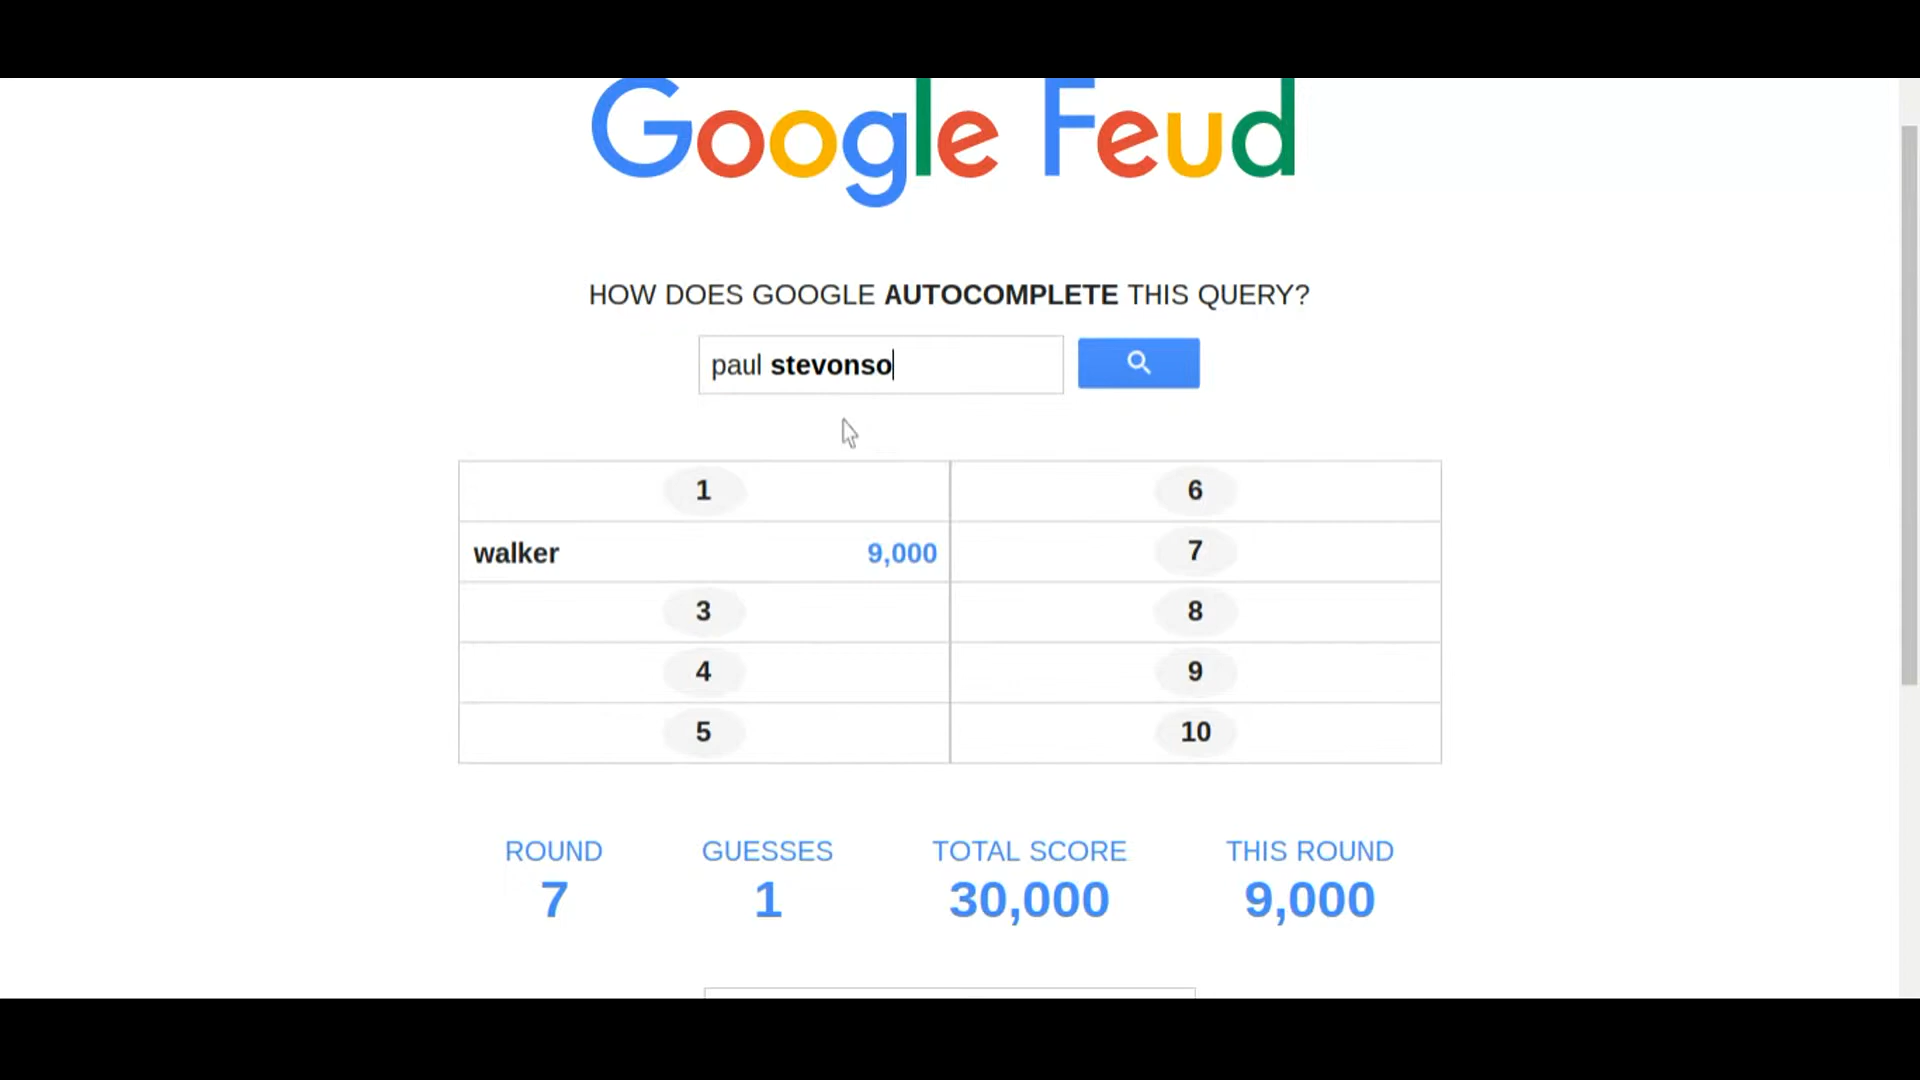 Google Feud
HOW DOES GOOGLE AUTOCOMPLETE THIS QUERY?
paul stevonso
1
6
walker 9,000
7
3
8
4
9
5
10
ROUND GUESSES TOTAL SCORE THIS ROUND
7 1 30,000 9,000